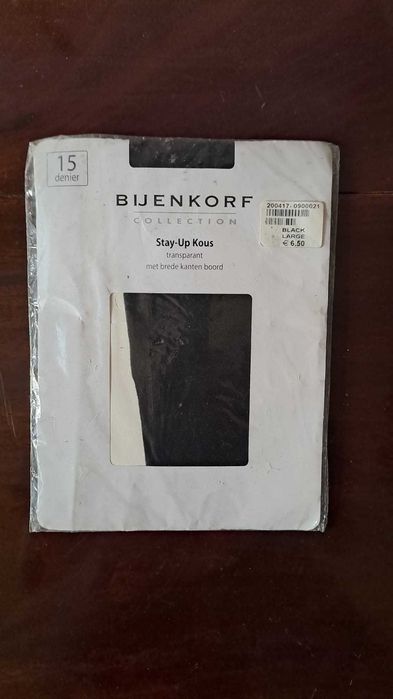 15
denier
BIJENKORF
COLLECTION
Stay-Up Kous
transparant
met brede kanten boord
200417-0900021
BLACK
LARGE
€ 6.50